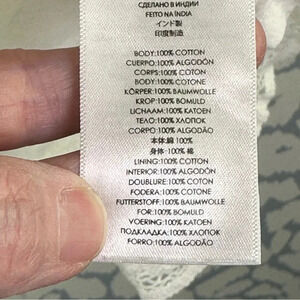 СДЕЛАНО В ИНДИИ
FEITO NA ÍNDIA
インド製
印度制造
BODY:100% COTTON
CUERPO:100% ALGODÓN
CORPS:100% COTON
BODY:100% COTONE
KÖRPER:100% BAUMWOLLE
KROP:100% BOMULD
LICHAAM:100% KATOEN
ТЕЛО:100% ХЛОПОК
CORPO:100% ALGODÃO
本体:綿 100%
身体: 100% 棉
LINING:100% COTTON
INTERIOR:100% ALGODÓN
DOUBLURE:100% COTON
FODERA:100% COTONE
FUTTERSTOFF:100% BAUMWOLLE
FOR:100% BOMULD
VOERING:100% KATOEN
ПОДКЛАДКА:100% ХЛОПОК
FORRO:100% ALGODÃO